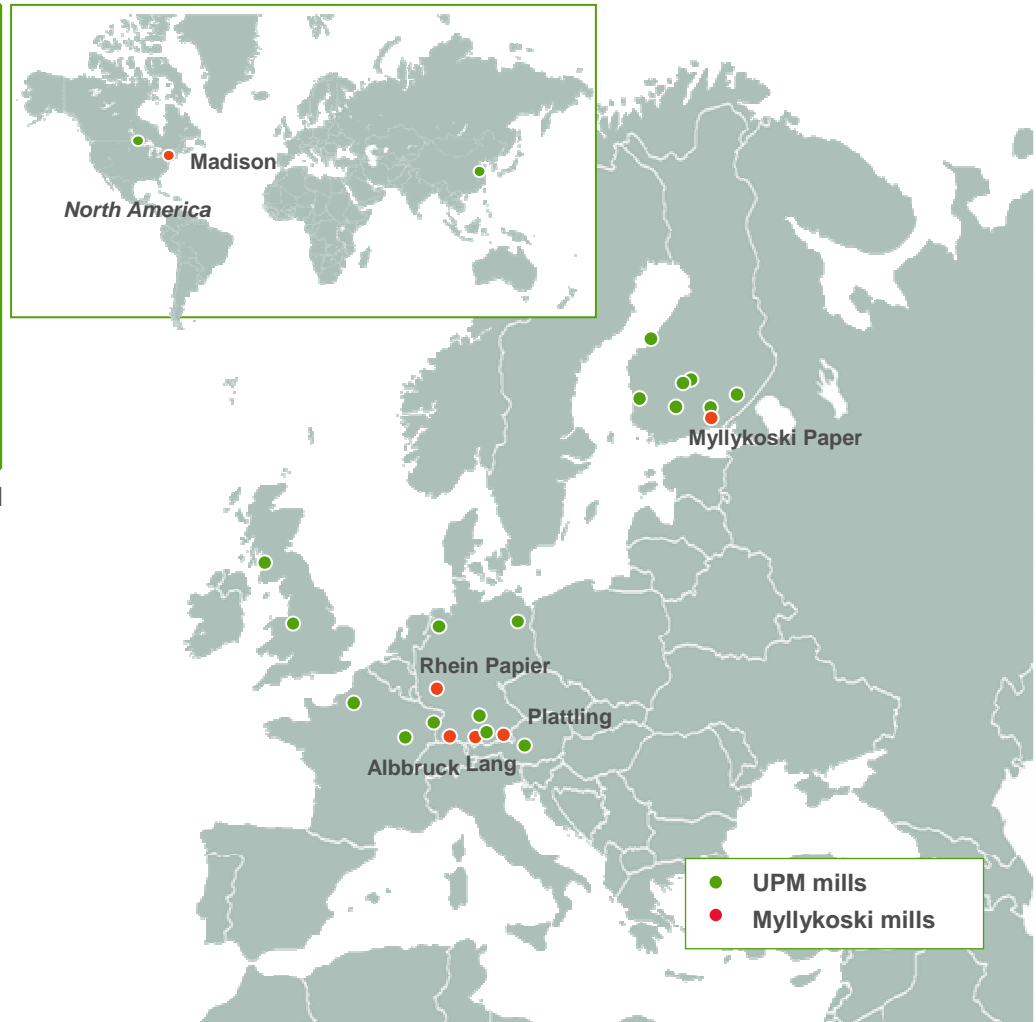 Madison
North America
Myllykoski Paper
Rhein Papier
Plattling
Albbruck
Lang
UPM mills
Myllykoski mills